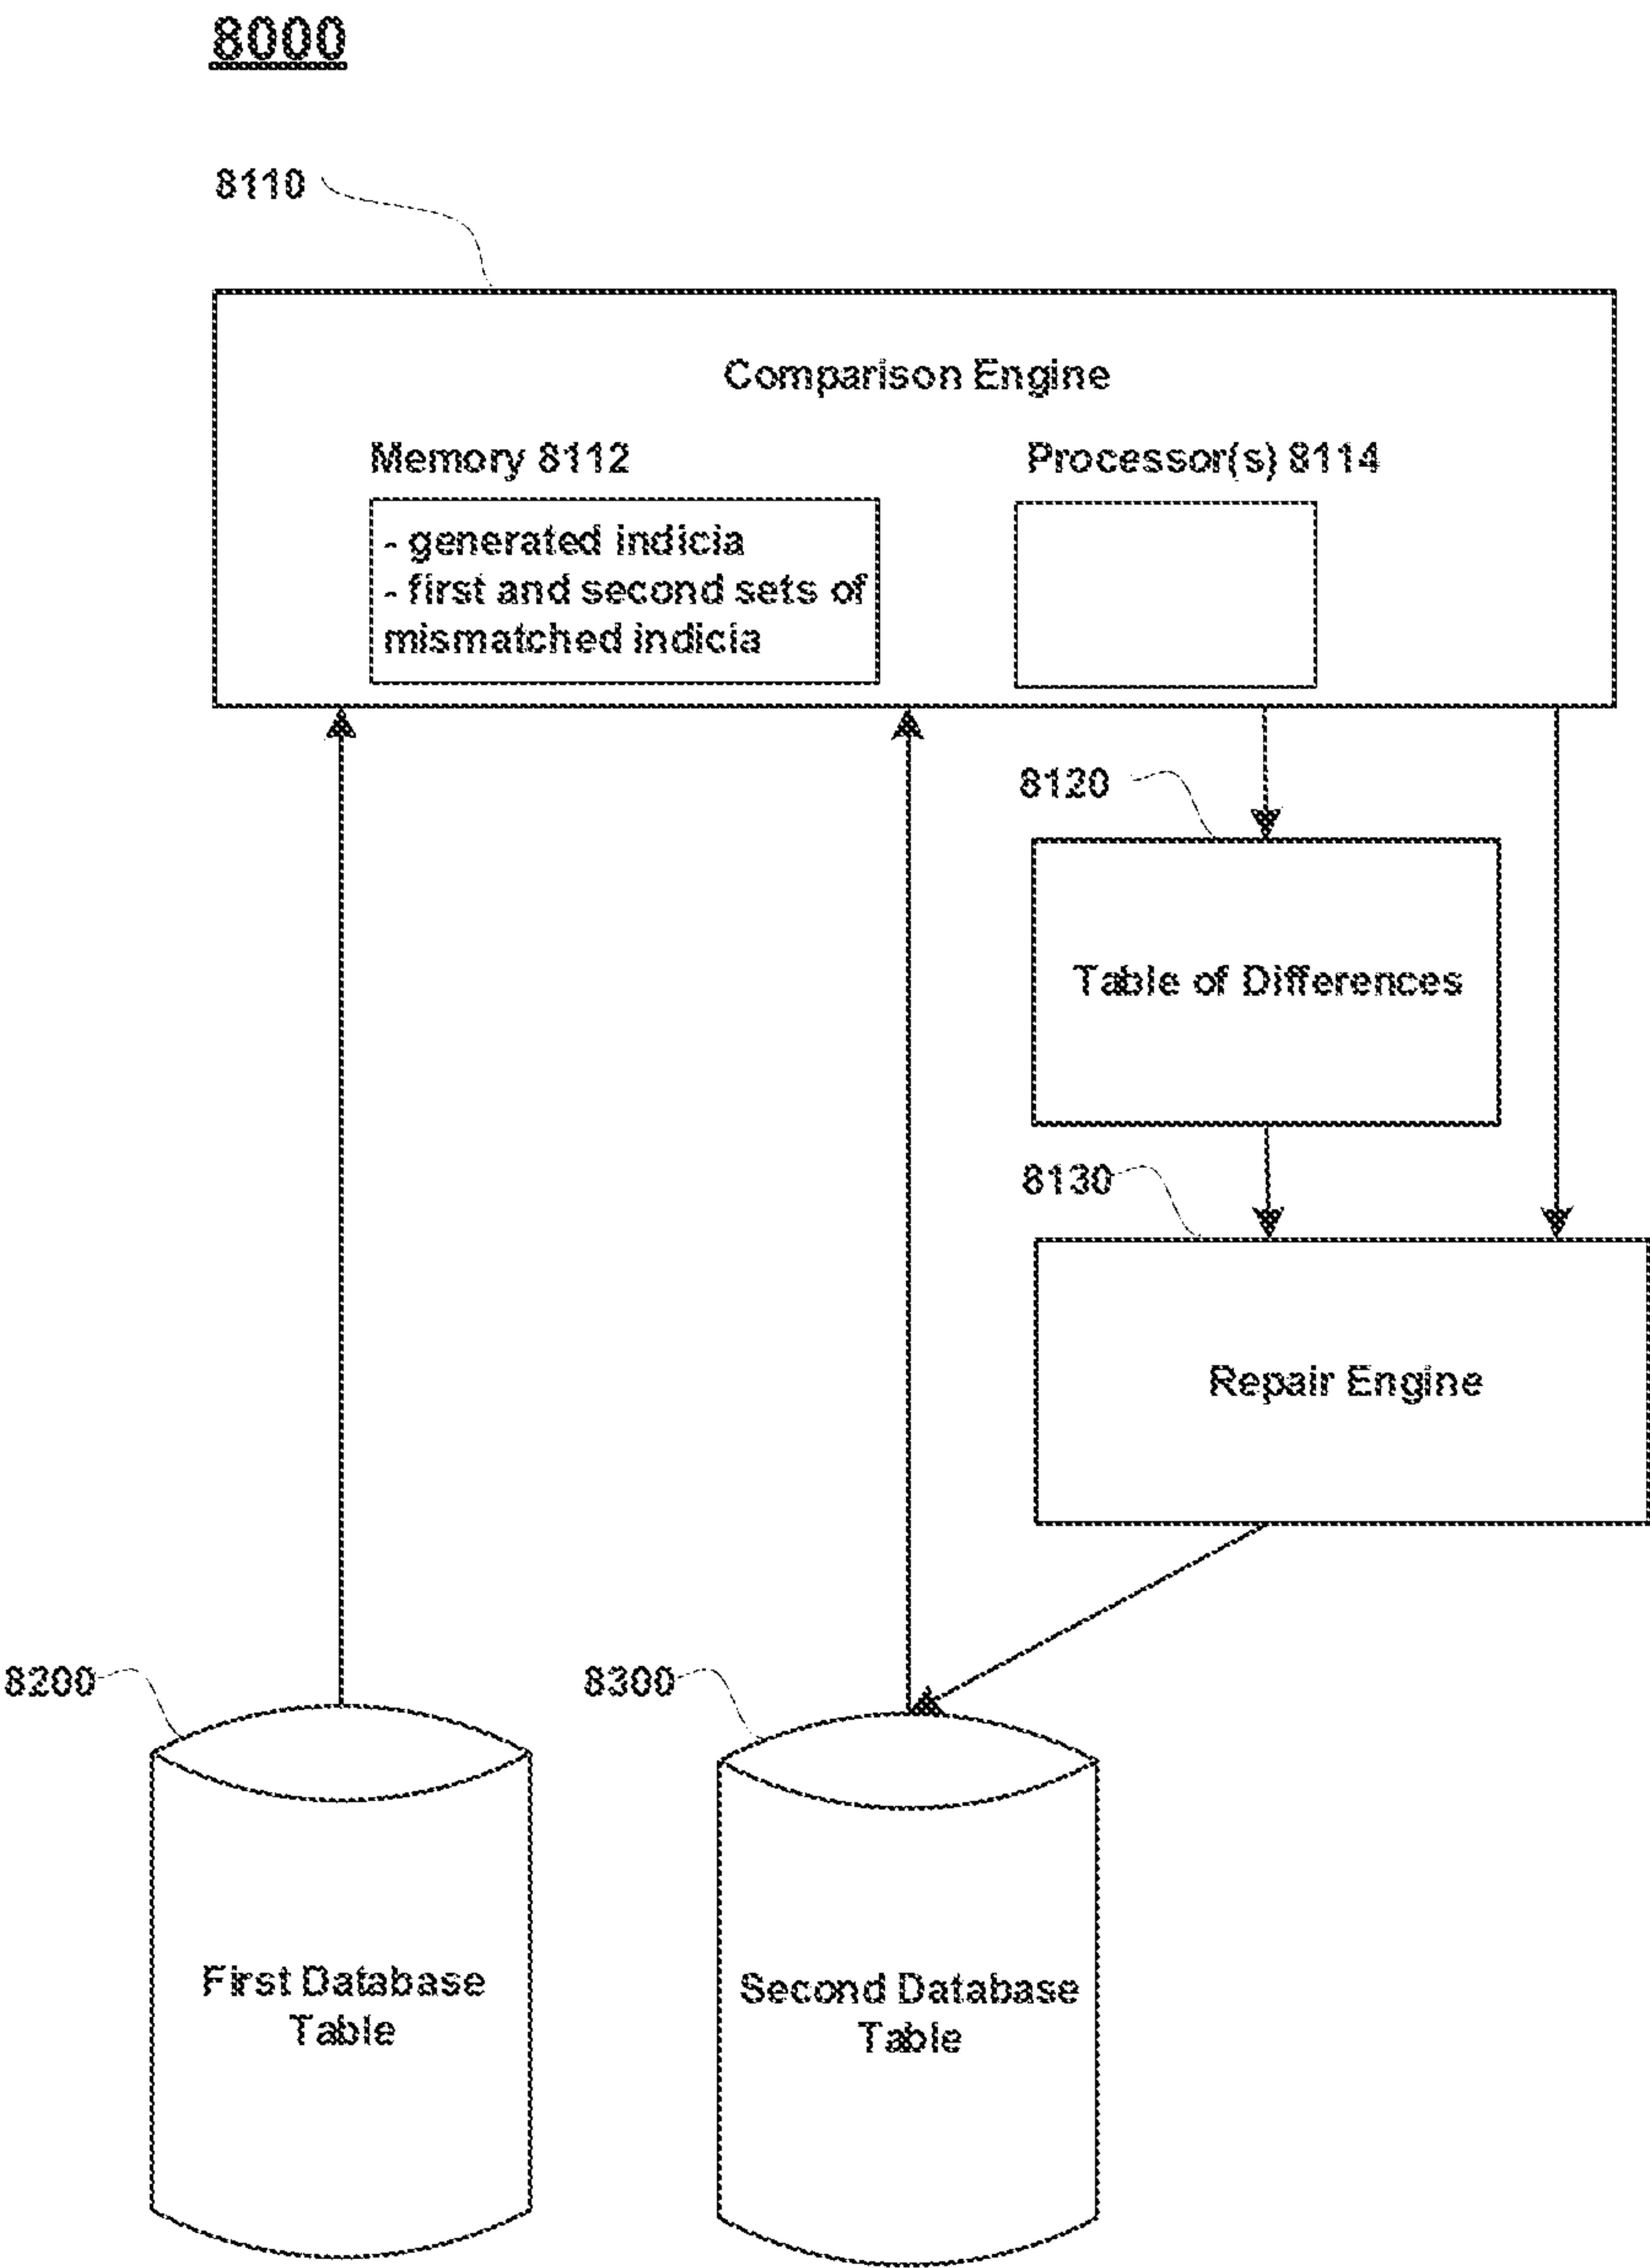 8000
8110
Comparison Engine
Memory 8112
Processor(s) 8114
- generated indicia
- first and second sets of
mismatched indicia
8120
Table of Differences
8130
Repair Engine
8200
8300
First Database
Table
Second Database
Table